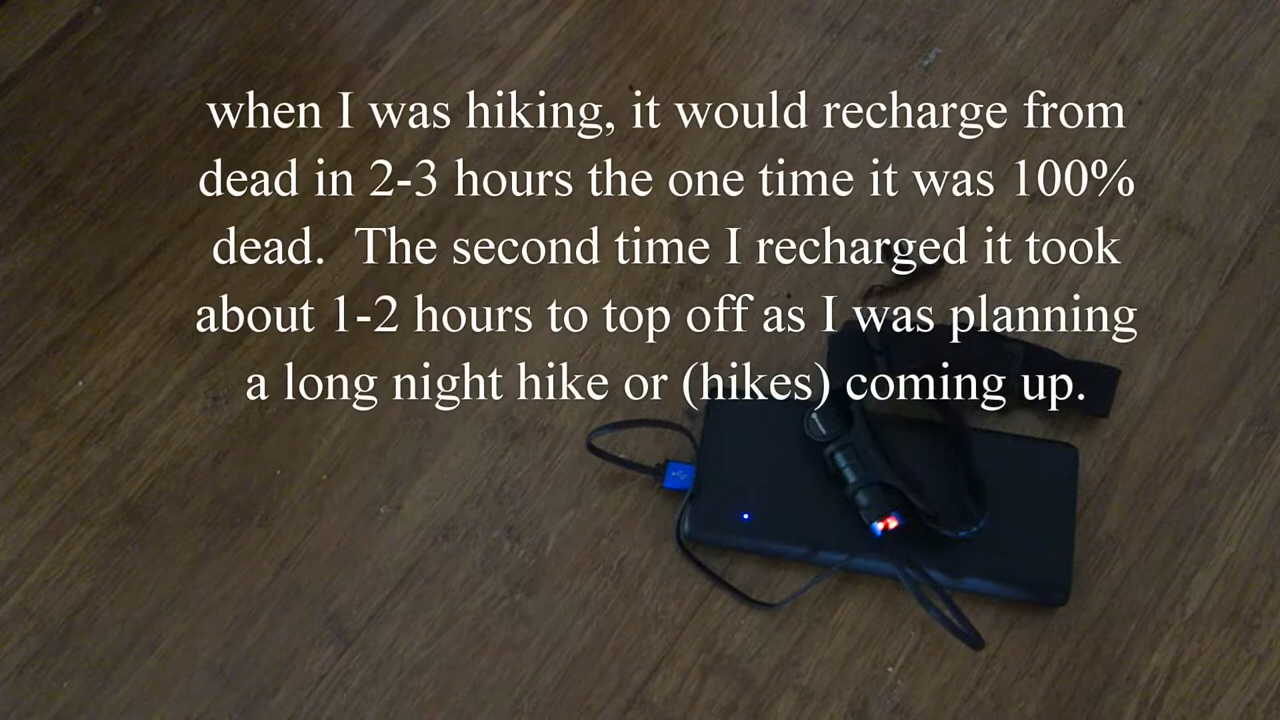 when I was hiking, it would recharge from
dead in 2-3 hours the one time it was 100%
dead.  The second time I recharged it took
about 1-2 hours to top off as I was planning
a long night hike or (hikes) coming up.